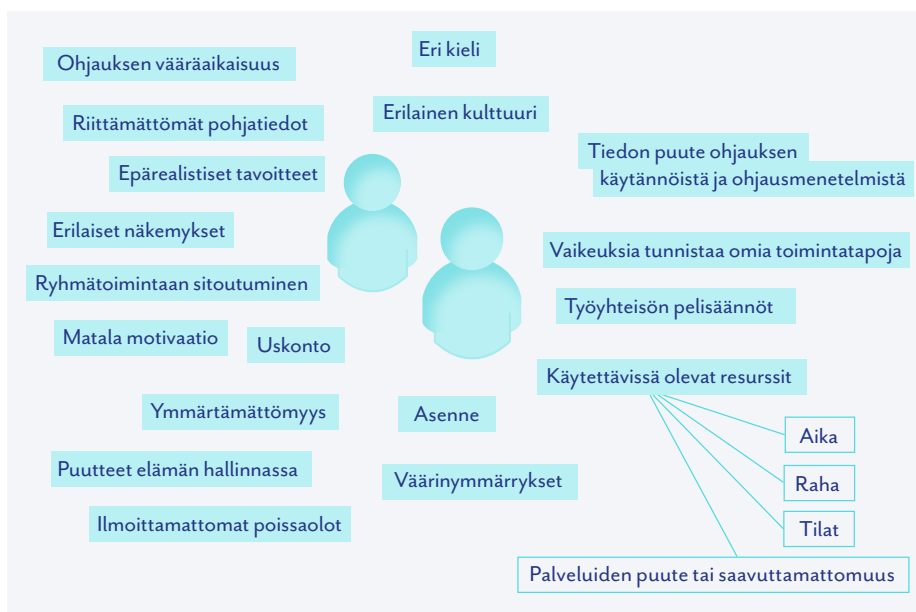 Eri kieli
Ohjauksen vääräaikaisuus
Erilainen kulttuuri
Riittämättömät pohjatiedot
Tiedon puute ohjauksen
käytännöistä ja ohjausmenetelmistä
Epärealistiset tavoitteet
Erilaiset näkemykset
Vaikeuksia tunnistaa omia toimintatapoja
Ryhmätoimintaan sitoutuminen
Työyhteisön pelisäännöt
Matala motivaatio
Uskonto
Käytettävissä olevat resurssit
Ymmärtämättömyys
Asenne
Aika
Puutteet elämän hallinnassa
Väärinymmärrykset
Raha
Ilmoittamattomat poissaolot
Tilat
Palveluiden puute tai saavuttamattomuus